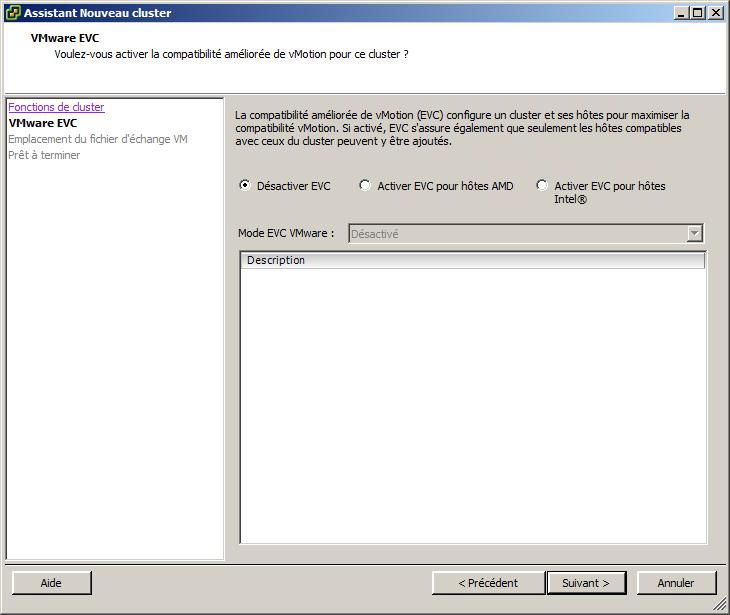 Assistant Nouveau cluster
VMware EVC
Voulez-vous activer la compatibilité améliorée de vMotion pour ce cluster ?
Fonctions de cluster
VMware EVC
Emplacement du fichier d'échange VM
Prêt à terminer
La compatibilité améliorée de vMotion (EVC) configure un cluster et ses hôtes pour maximiser la
compatibilité vMotion. Si activé, EVC s'assure également que seulement les hôtes compatibles
avec ceux du cluster peuvent y être ajoutés.
Désactiver EVC
Activer EVC pour hôtes AMD
Activer EVC pour hôtes
Intel®
Mode EVC VMware :
Désactivé
Description
Aide
< Précédent
Suivant >
Annuler